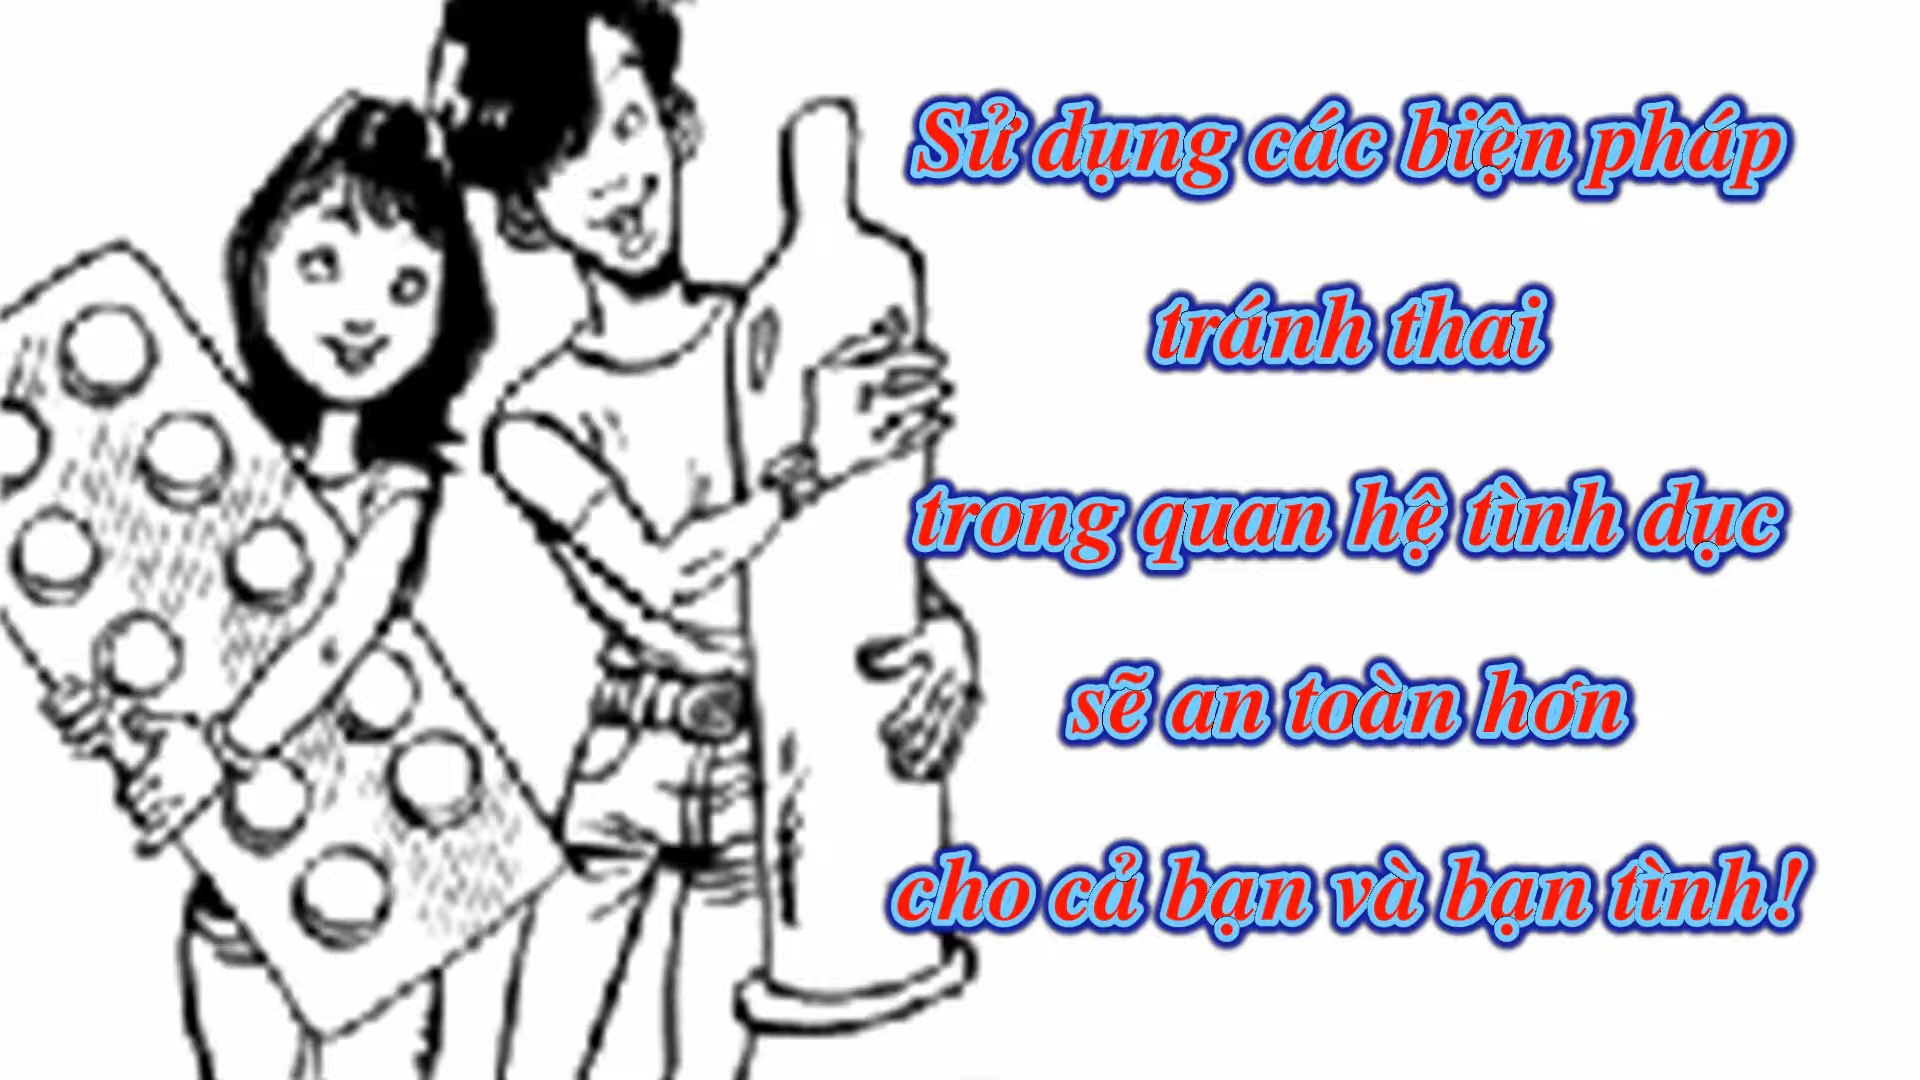 Sử dụng các biện pháp
tránh thai
trong quan hệ tình dục
sẽ an toàn hơn
cho cả bạn và bạn tình!